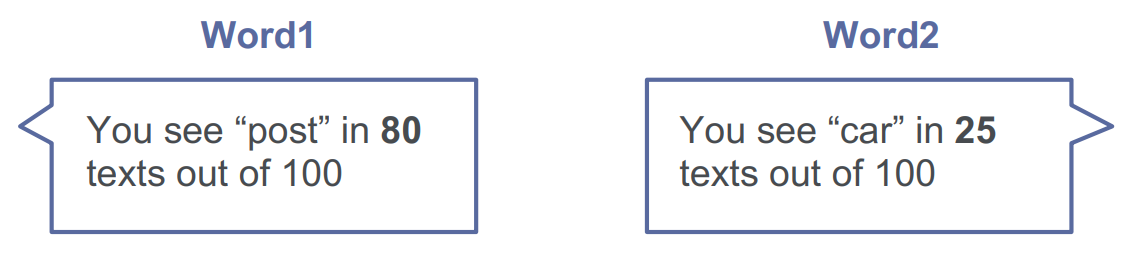 Word1
You see “post” in 80
texts out of 100
Word2
You see “car” in 25
texts out of 100